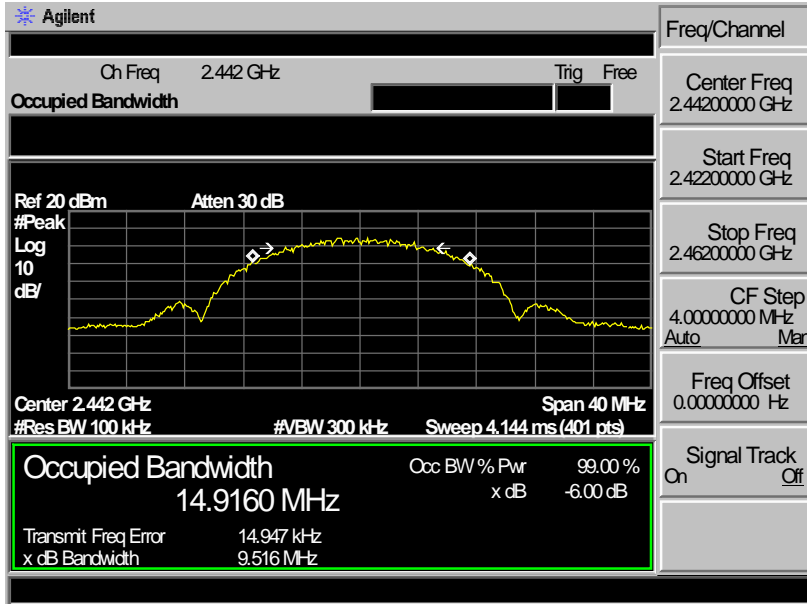 Agilent
Freq/Channel
Ch Freq 2.442 GHz Trig Free
Occupied Bandwidth
Center Freq
2.44200000 GHz
Start Freq
2.42200000 GHz
Stop Freq
2.46200000 GHz
CF Step
4.00000000 MHz
Auto Man
Freq Offset
0.00000000 Hz
Signal Track
On Off
Ref 20 dBm Atten 30 dB
#Peak
Log
10
dB/
Center 2.442 GHz Span 40 MHz
#Res BW 100 kHz #VBW 300 kHz Sweep 4.144 ms (401 pts)
Occupied Bandwidth Occ BW % Pwr 99.00 %
14.9160 MHz x dB -6.00 dB
Transmit Freq Error 14.947 kHz
x dB Bandwidth 9.516 MHz